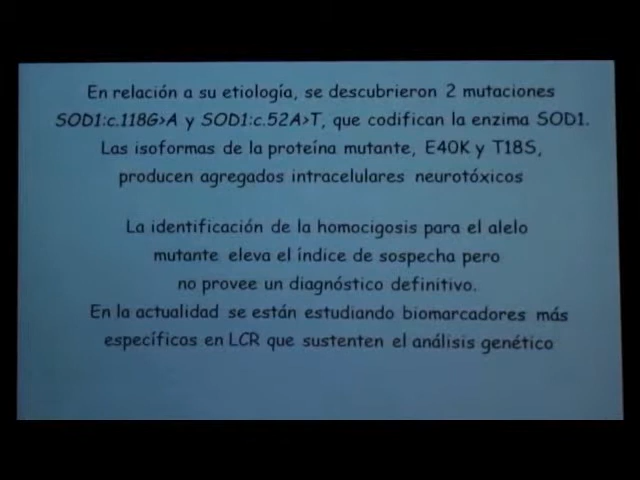 En relación a su etiología, se descubrieron 2 mutaciones
SOD1:c.118G>A y SOD1:c.52A>T, que codifican la enzima SOD1.
Las isoformas de la proteína mutante, E40K y T18S,
producen agregados intracelulares neurotóxicos
La identificación de la homocigosis para el alelo
mutante eleva el índice de sospecha pero
no provee un diagnóstico definitivo.
En la actualidad se están estudiando biomarcadores más
específicos en LCR que sustenten el análisis genético